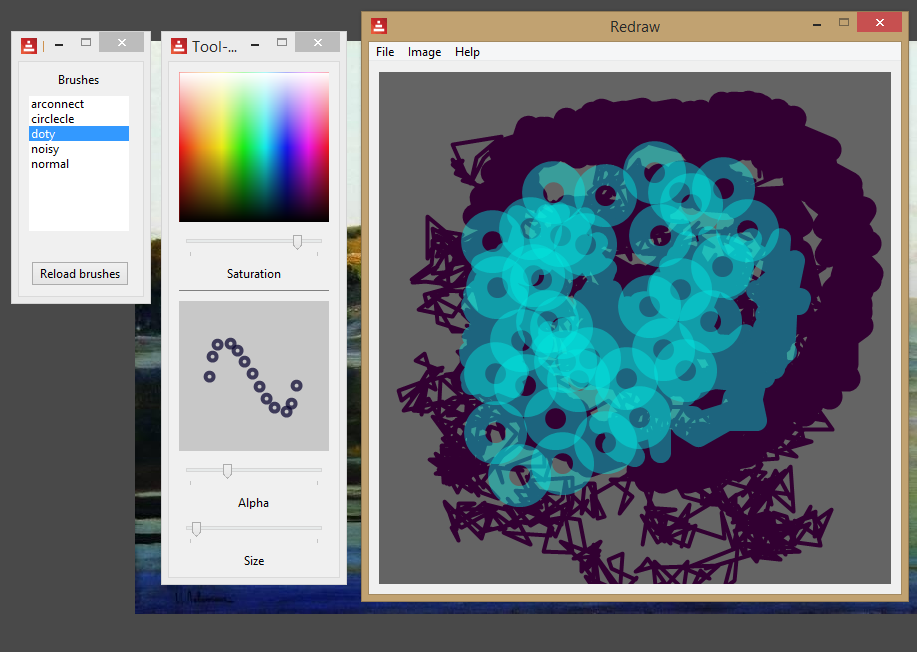 Brushes
arconnect
circlecle
doty
noisy
normal
Reload brushes
Tool-...
Saturation
Alpha
Size
Redraw
File Image Help